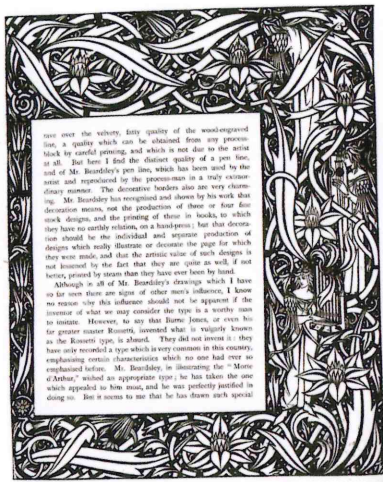 rave over the velvety, fatty quality of the wood-engraved
line, a quality which can be obtained from any process-
block by careful printing, and which is not due to the artist
at all. But here I find the distinct quality of a pen line,
and of Mr. Beardsley's pen line, which has been used by the
artist and reproduced by the process-man in a truly extraor-
dinary manner. The decorative borders also are very charm-
ing. Mr. Beardsley has recognised and shown by his work that
decoration means, not the production of three or four fine
stock designs, and the printing of these in books, to which
they have no earthly relation, on a hand-press; but that decora-
tion should be the individual and separate production of
designs which really illustrate or decorate the page for which
they were made, and that the artistic value of such designs is
not lessened by the fact that they are quite as well, if not
better, printed by steam than they have ever been by hand.
Although in all of Mr. Beardsley's drawings which I have
so far seen there are signs of other men's influence, I know
no reason why this influence should not be apparent if the
inventor of what we may consider the type is a worthy man
to imitate. However, to say that Burne Jones, or even his
far greater master Rossetti, invented what is vulgarly known
as the Rossetti type, is absurd. They did not invent it: they
have only recorded a type which is very common in this country,
emphasising certain characteristics which no one had ever so
emphasised before. Mr. Beardsley, in illustrating the "Morte
d'Arthur," wished an appropriate type; he has taken the one
which appealed to him most, and he was perfectly justified in
doing so. But it seems to me that he has drawn such special